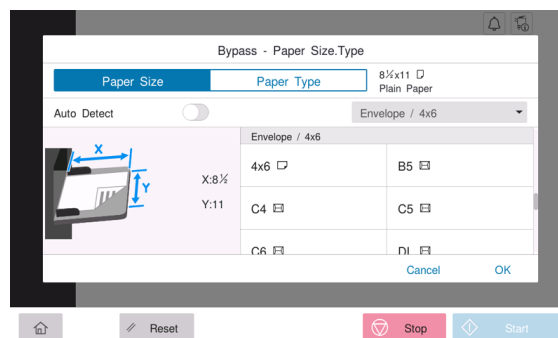 Bypass - Paper Size.Type
Paper Size
Paper Type
8½x11
Plain Paper
Auto Detect
Envelope / 4x6
Envelope / 4x6
X
Y
X:8½
Y:11
4x6
B5
C4
C5
C6
DL
Cancel
OK
Reset
Stop
Start